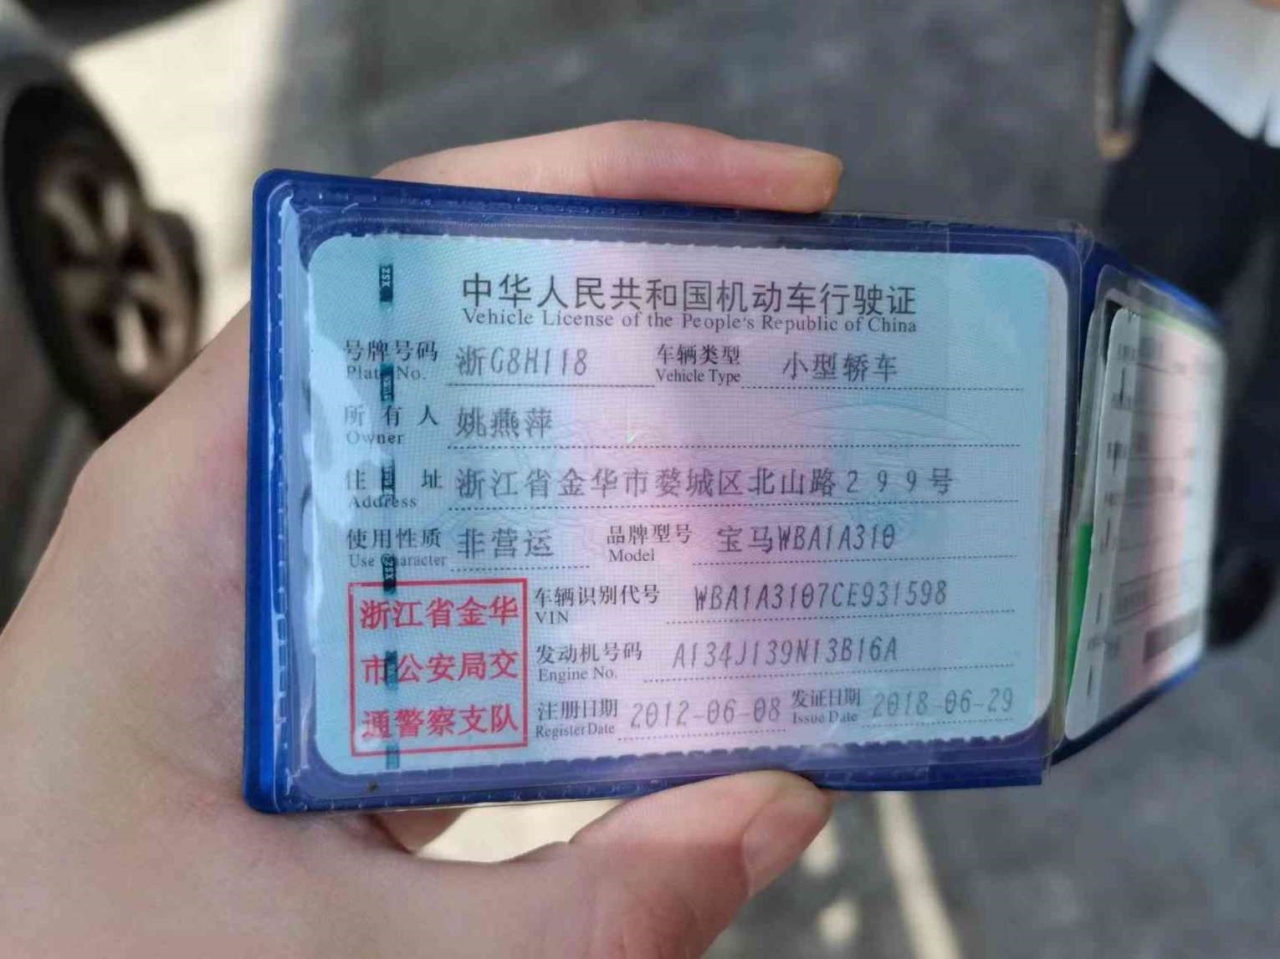 中华人民共和国机动车行驶证
Vehicle License of the People's Republic of China
号牌号码 浙G8H118 车辆类型 小型轿车
Plate No. Vehicle Type
所有人 姚燕萍
Owner
住址 浙江省金华市婺城区北山路299号
Address
使用性质 非营运 品牌型号 宝马WBA1A310
Use Character Model
浙江省金华
市公安局交
通警察支队
车辆识别代号 WBA1A3107CE931598
VIN
发动机号码 A134J139N13B16A
Engine No.
注册日期 2012-06-08 发证日期 2018-06-29
Register Date Issue Date